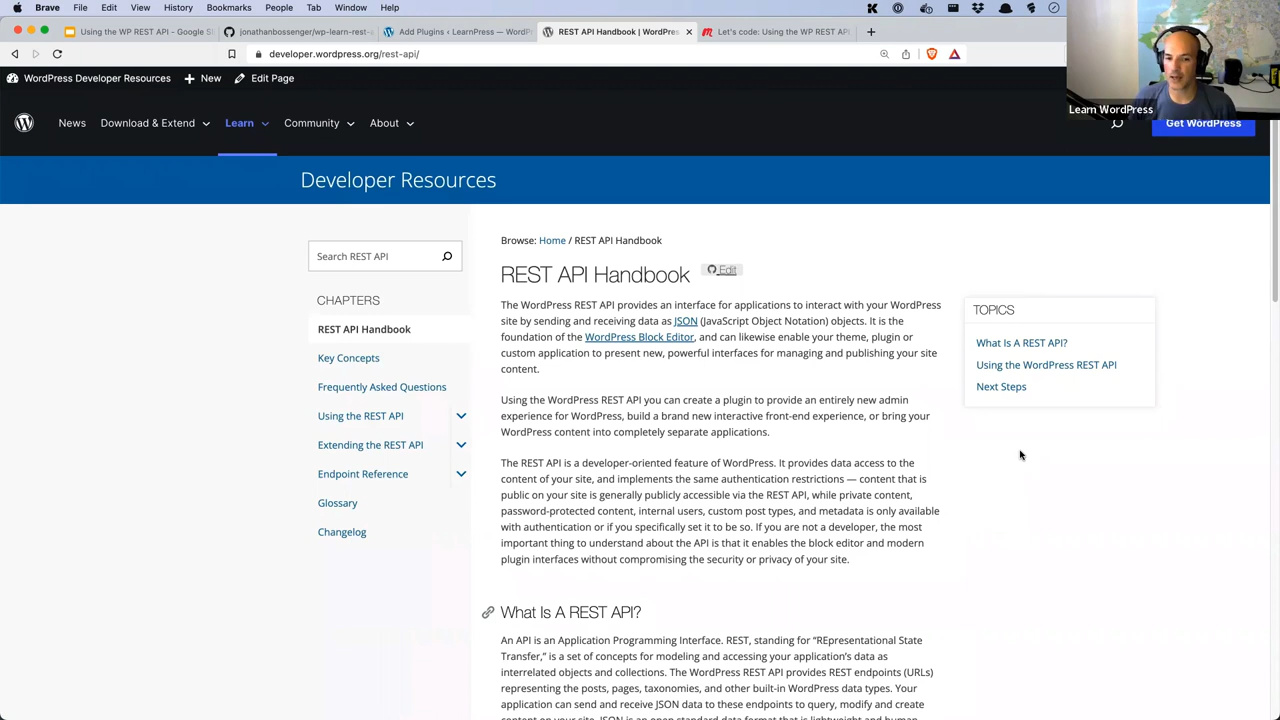 Brave File Edit View History Bookmarks People Tab Window Help
Using the WP REST API - Google Sl
jonathanbossenger/wp-learn-rest-a
Add Plugins ‹ LearnPress — WordP
REST API Handbook | WordPres
Let's code: Using the WP REST API
developer.wordpress.org/rest-api/
WordPress Developer Resources
New
Edit Page
Learn WordPress
News
Download & Extend
Learn
Community
About
Get WordPress
Developer Resources
Search REST API
CHAPTERS
REST API Handbook
Key Concepts
Frequently Asked Questions
Using the REST API
Extending the REST API
Endpoint Reference
Glossary
Changelog
Browse: Home / REST API Handbook
REST API Handbook
Edit
The WordPress REST API provides an interface for applications to interact with your WordPress
site by sending and receiving data as JSON (JavaScript Object Notation) objects. It is the
foundation of the WordPress Block Editor, and can likewise enable your theme, plugin or
custom application to present new, powerful interfaces for managing and publishing your site
content.
Using the WordPress REST API you can create a plugin to provide an entirely new admin
experience for WordPress, build a brand new interactive front-end experience, or bring your
WordPress content into completely separate applications.
The REST API is a developer-oriented feature of WordPress. It provides data access to the
content of your site, and implements the same authentication restrictions — content that is
public on your site is generally publicly accessible via the REST API, while private content,
password-protected content, internal users, custom post types, and metadata is only available
with authentication or if you specifically set it to be so. If you are not a developer, the most
important thing to understand about the API is that it enables the block editor and modern
plugin interfaces without compromising the security or privacy of your site.
What Is A REST API?
An API is an Application Programming Interface. REST, standing for “REpresentational State
Transfer,” is a set of concepts for modeling and accessing your application’s data as
interrelated objects and collections. The WordPress REST API provides REST endpoints (URLs)
representing the posts, pages, taxonomies, and other built-in WordPress data types. Your
application can send and receive JSON data to these endpoints to query, modify and create
content on your site. JSON is an open standard data format that is lightweight and human
TOPICS
What Is A REST API?
Using the WordPress REST API
Next Steps